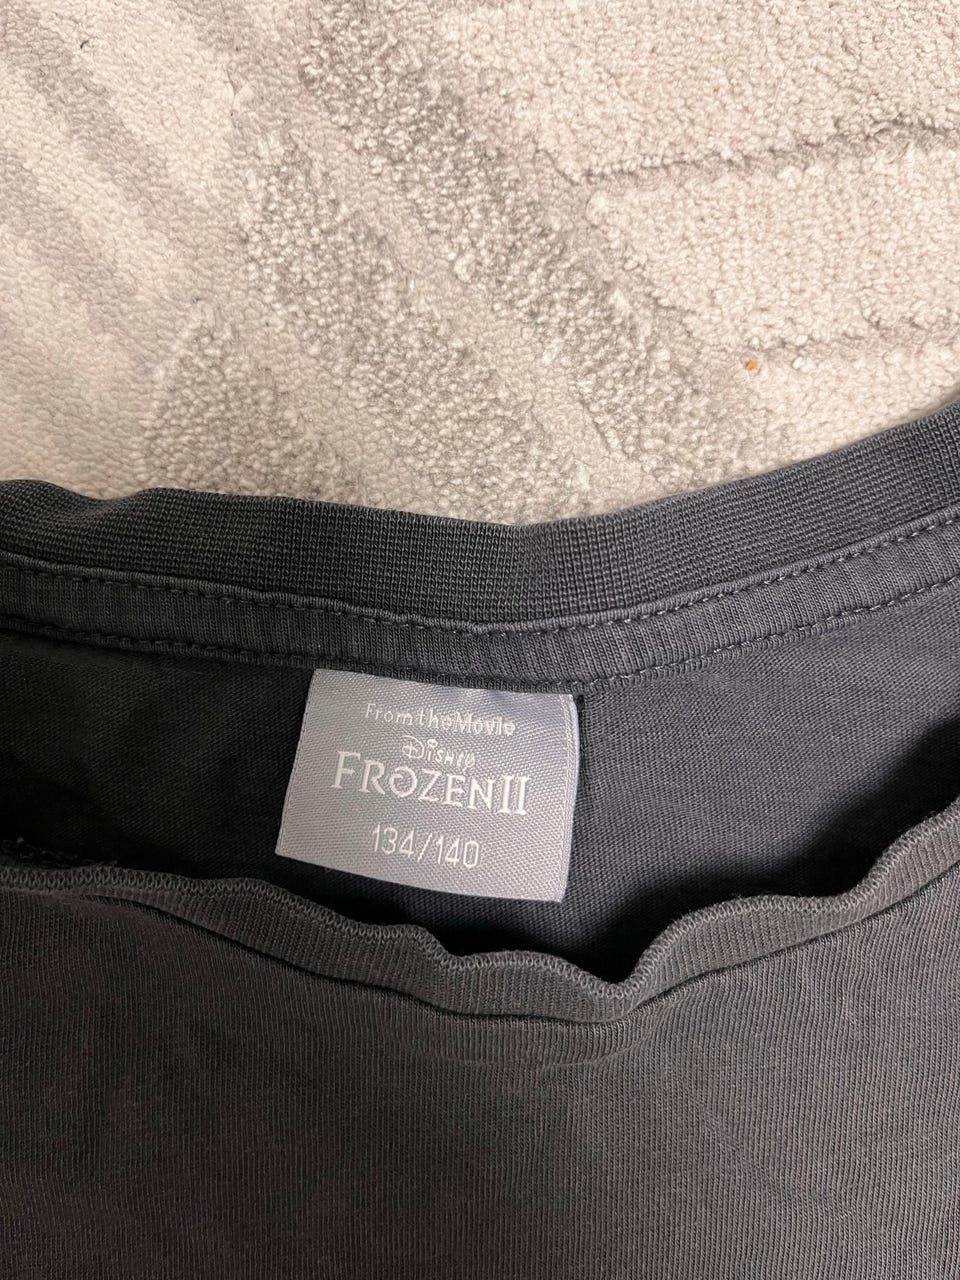 From the Movie
Disney
FROZEN II
134/140